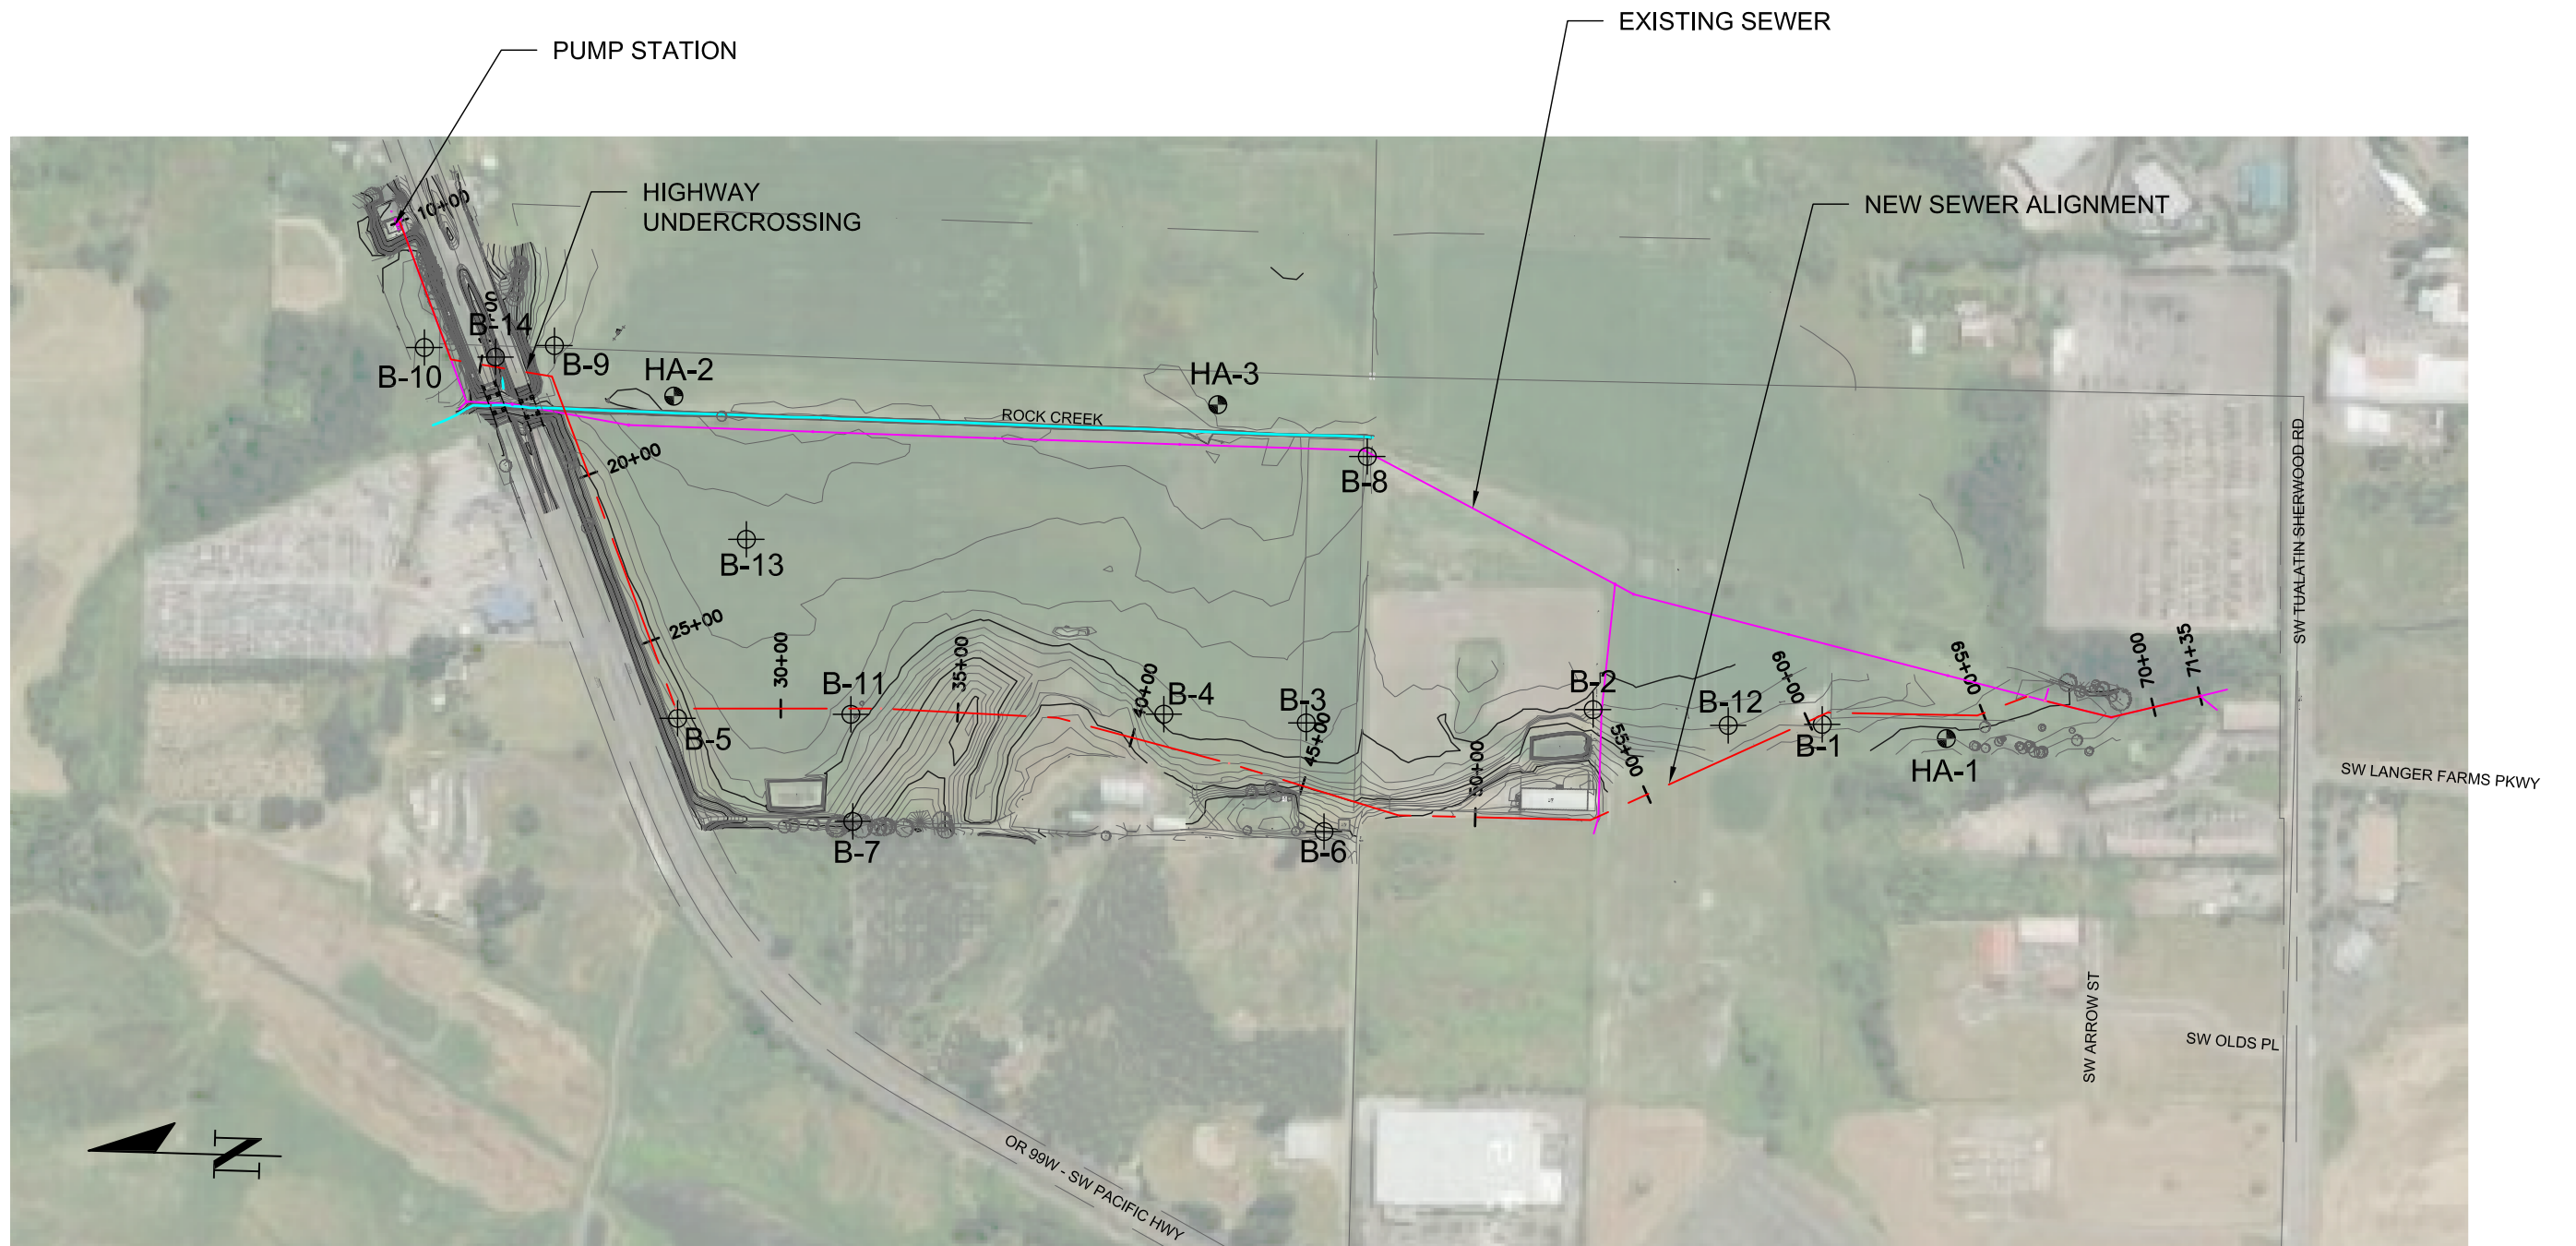 EXISTING SEWER
PUMP STATION
HIGHWAY
UNDERCROSSING
NEW SEWER ALIGNMENT
10+00
B-14
B-10
B-9
HA-2
HA-3
ROCK CREEK
20+00
B-8
B-13
SW TUALATIN SHERWOOD RD
25+00
30+00
B-11
35+00
40+00
B-4
B-3
45+00
B-2
55+00
B-12
60+00
B-1
65+00
70+00
71+35
B-5
HA-1
50+00
SW LANGER FARMS PKWY
B-7
B-6
SW ARROW ST
SW OLDS PL
OR 99W - SW PACIFIC HWY
N